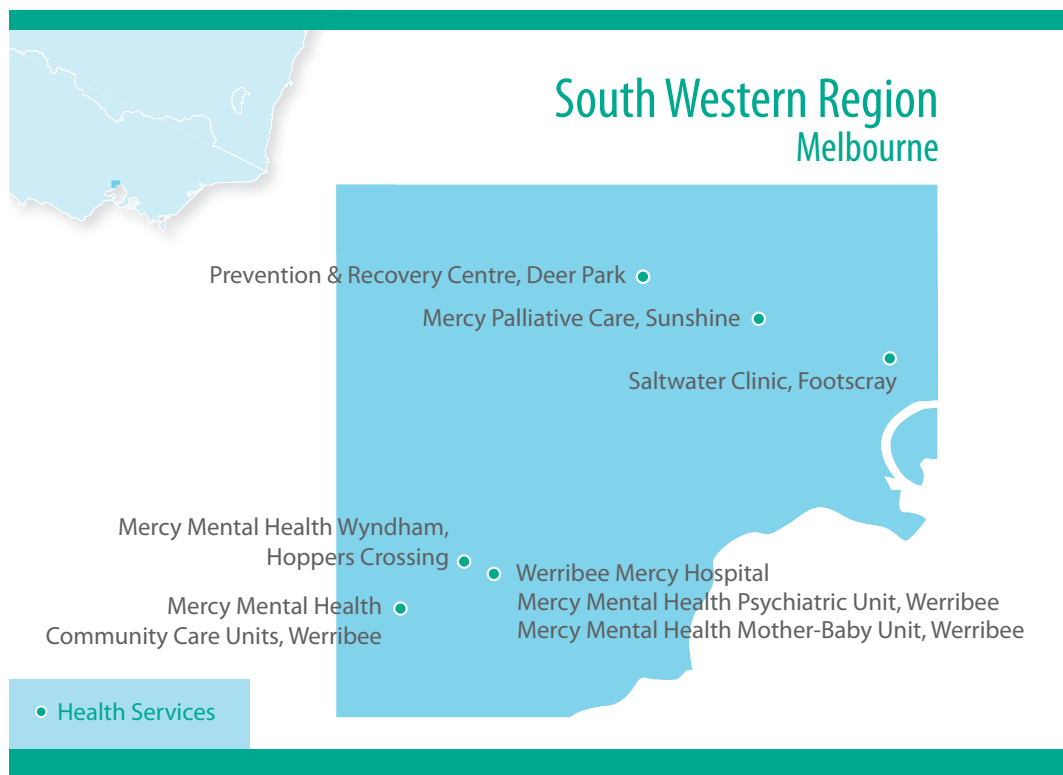 South Western Region
Melbourne
Prevention & Recovery Centre, Deer Park
Mercy Palliative Care, Sunshine
Saltwater Clinic, Footscray
Mercy Mental Health Wyndham,
Hoppers Crossing
Werribee Mercy Hospital
Mercy Mental Health Psychiatric Unit, Werribee
Mercy Mental Health Mother-Baby Unit, Werribee
Mercy Mental Health
Community Care Units, Werribee
Health Services